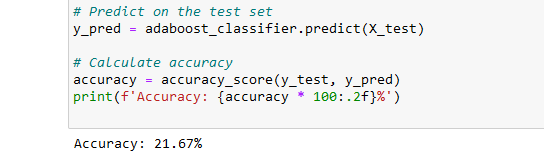 # Predict on the test set
y_pred = adaboost_classifier.predict(X_test)
# Calculate accuracy
accuracy = accuracy_score(y_test, y_pred)
print(f'Accuracy: {accuracy * 100:.2f}%')
Accuracy: 21.67%